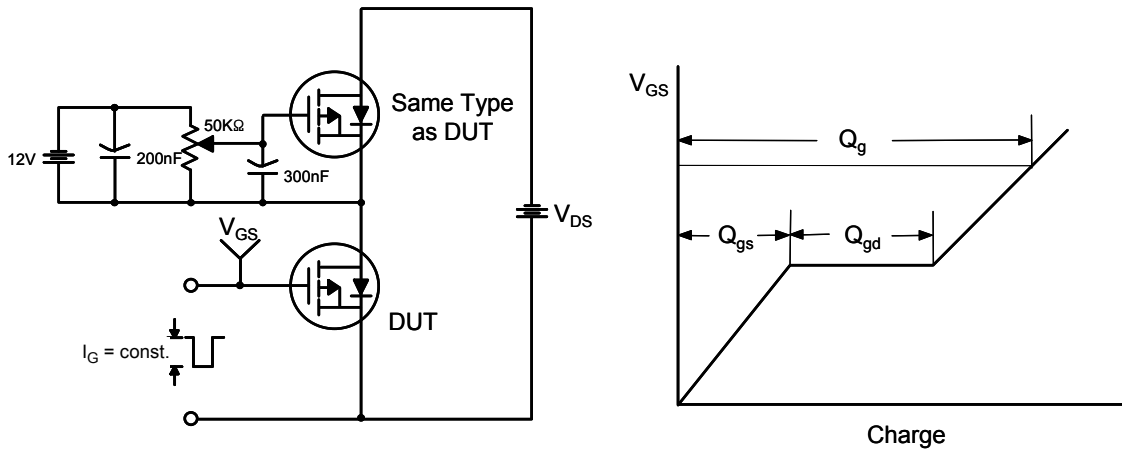 Same Type
as DUT
50KΩ
12V
200nF
300nF
V_GS
V_DS
DUT
I_G = const.
V_GS
Q_g
Q_gs
Q_gd
Charge